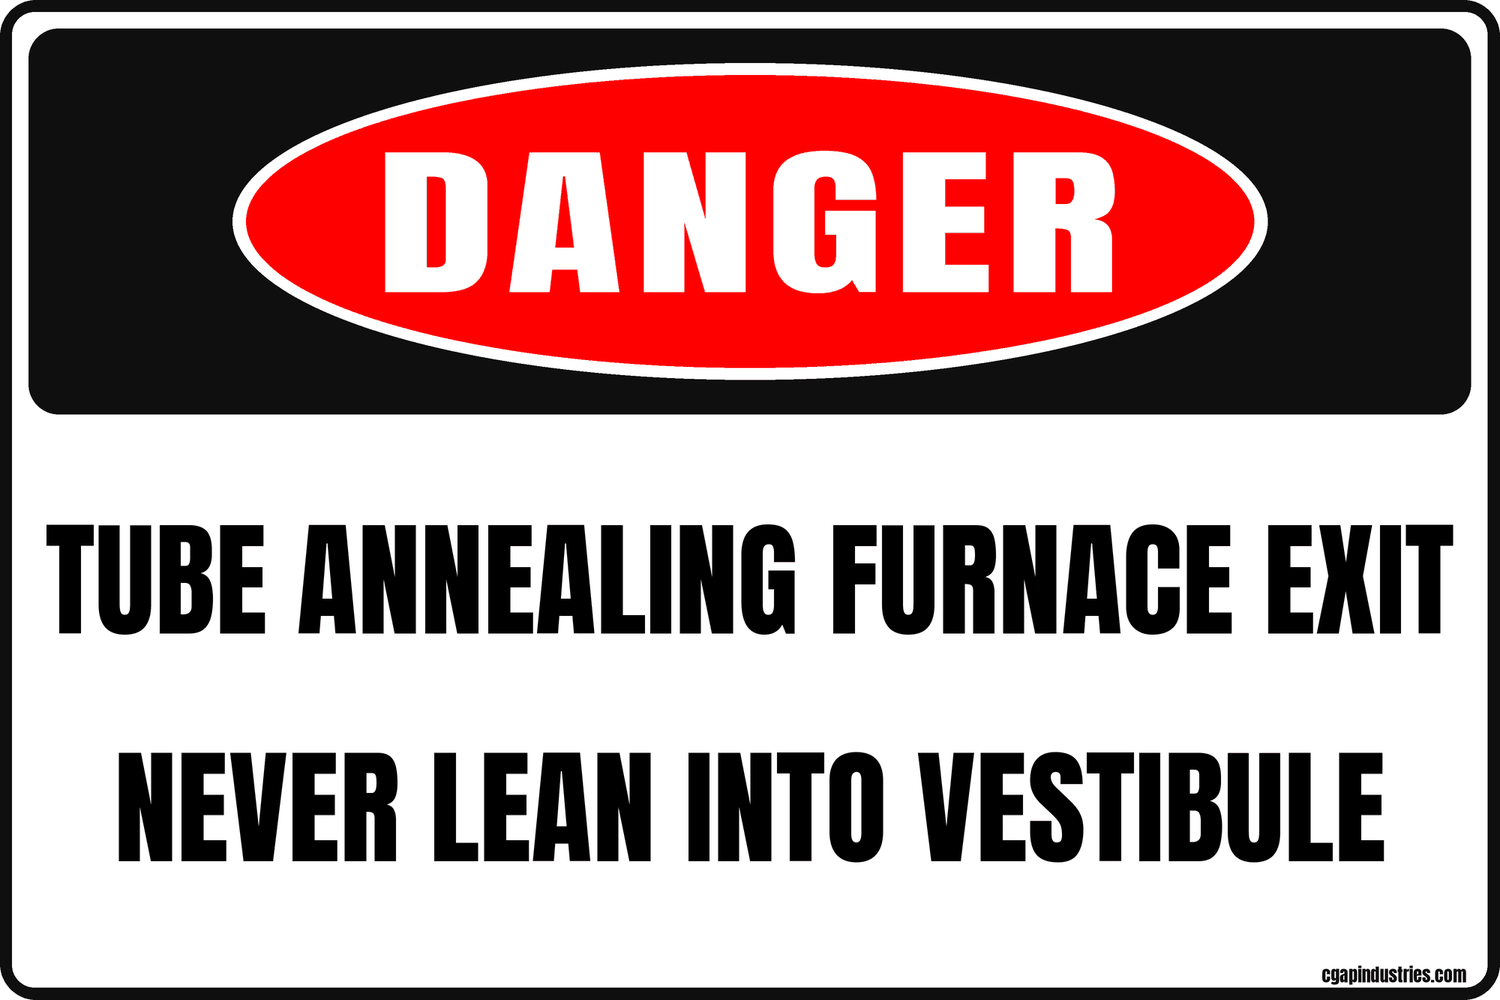 DANGER
TUBE ANNEALING FURNACE EXIT
NEVER LEAN INTO VESTIBULE
cgapindustries.com